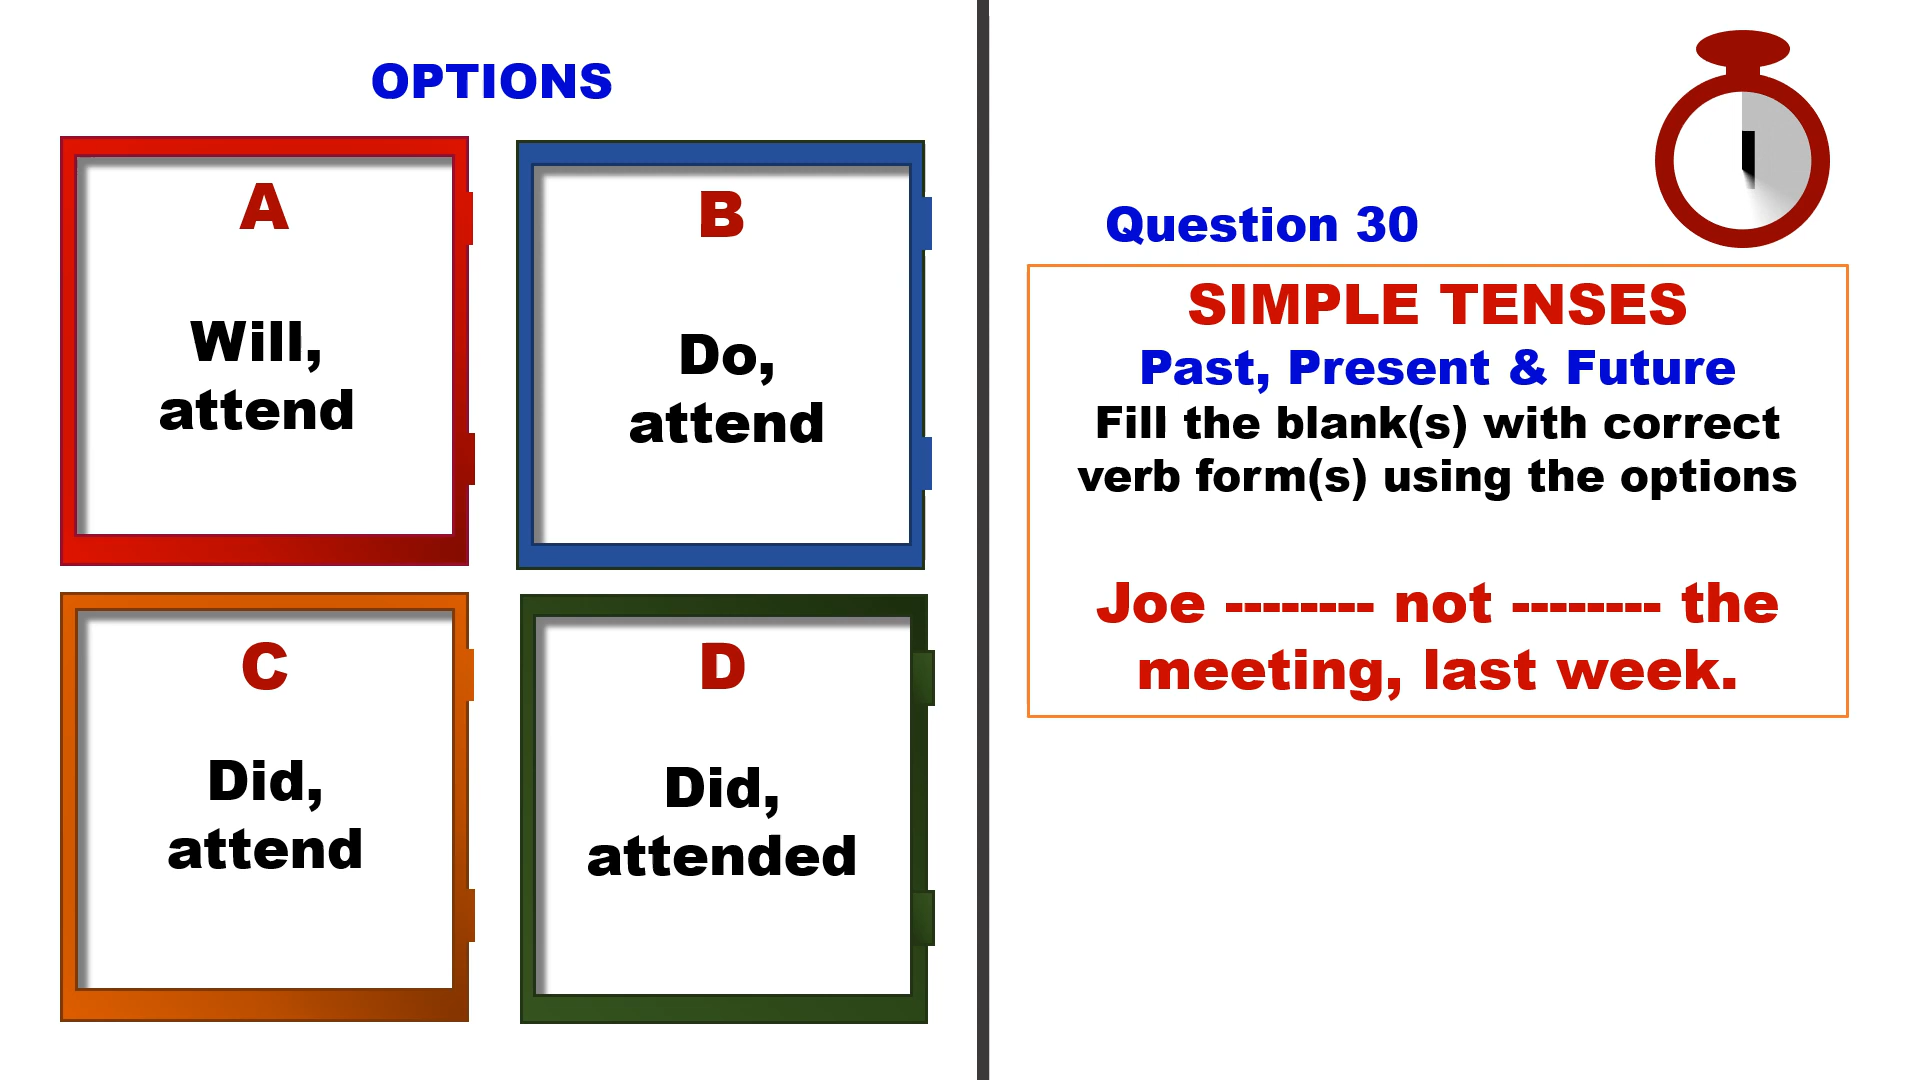 OPTIONS
A
Will,
attend
B
Do,
attend
C
Did,
attend
D
Did,
attended
Question 30
SIMPLE TENSES
Past, Present & Future
Fill the blank(s) with correct
verb form(s) using the options
Joe -------- not -------- the
meeting, last week.